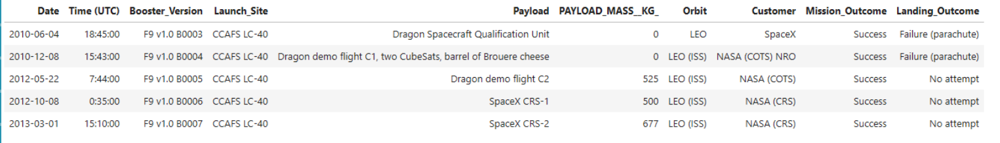 Date Time (UTC) Booster_Version Launch_Site Payload PAYLOAD_MASS__KG_ Orbit Customer Mission_Outcome Landing_Outcome
2010-06-04 18:45:00 F9 v1.0 B0003 CCAFS LC-40 Dragon Spacecraft Qualification Unit 0 LEO SpaceX Success Failure (parachute)
2010-12-08 15:43:00 F9 v1.0 B0004 CCAFS LC-40 Dragon demo flight C1, two CubeSats, barrel of Brouere cheese 0 LEO (ISS) NASA (COTS) NRO Success Failure (parachute)
2012-05-22 7:44:00 F9 v1.0 B0005 CCAFS LC-40 Dragon demo flight C2 525 LEO (ISS) NASA (COTS) Success No attempt
2012-10-08 0:35:00 F9 v1.0 B0006 CCAFS LC-40 SpaceX CRS-1 500 LEO (ISS) NASA (CRS) Success No attempt
2013-03-01 15:10:00 F9 v1.0 B0007 CCAFS LC-40 SpaceX CRS-2 677 LEO (ISS) NASA (CRS) Success No attempt